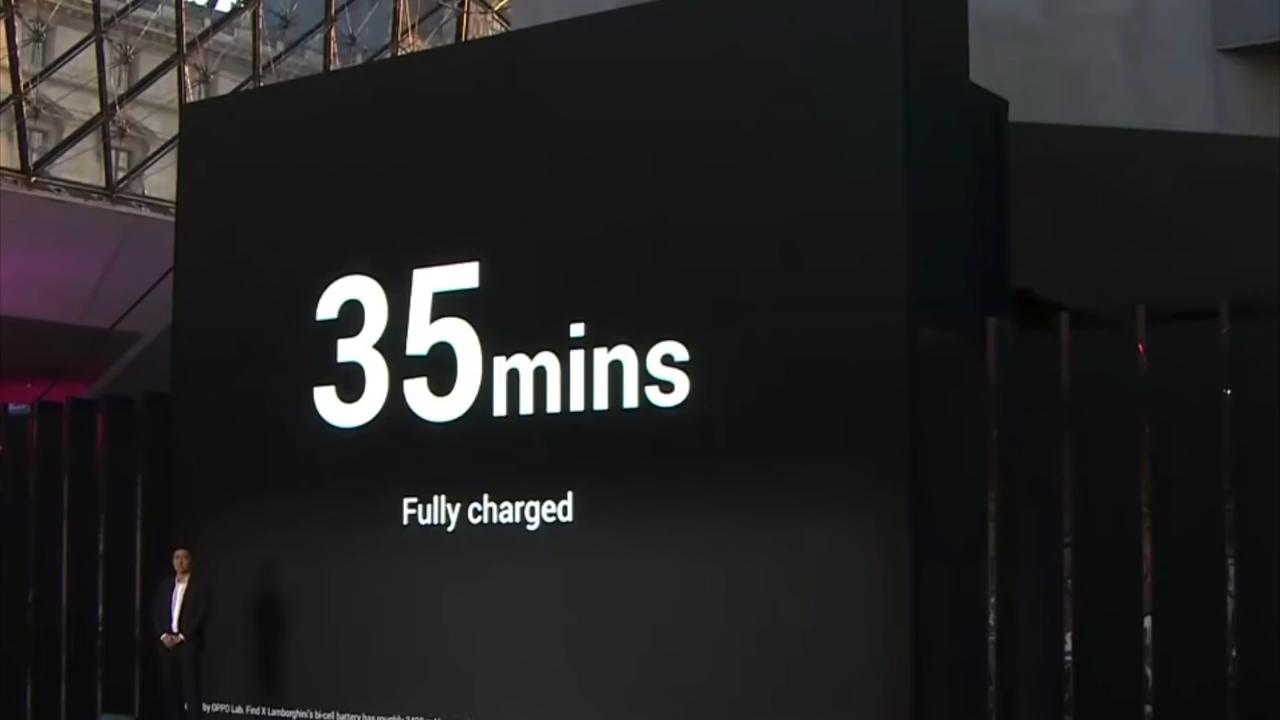 35mins
Fully charged
by OPPO Lab. Find X Lamborghini's bi-cell battery has roughly